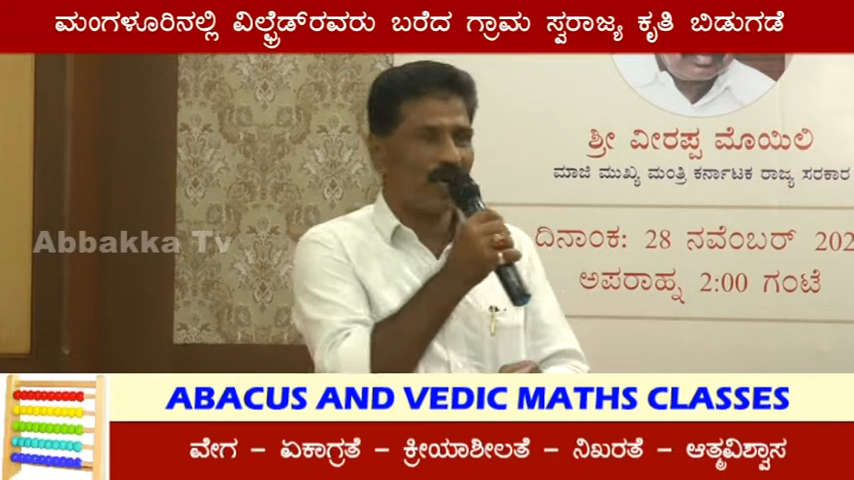 ಮಂಗಳೂರಿನಲ್ಲಿ ವಿಲ್ಫ್ರೆಡ್‌ರವರು ಬರೆದ ಗ್ರಾಮ ಸ್ವರಾಜ್ಯ ಕೃತಿ ಬಿಡುಗಡೆ
ಶ್ರೀ ವೀರಪ್ಪ ಮೊಯಿಲಿ
ಮಾಜಿ ಮುಖ್ಯ ಮಂತ್ರಿ ಕರ್ನಾಟಕ ರಾಜ್ಯ ಸರಕಾರ
Abbakka Tv
ದಿನಾಂಕ: 28 ನವೆಂಬರ್ 202
ಅಪರಾಹ್ನ 2:00 ಗಂಟೆ
ABACUS AND VEDIC MATHS CLASSES
ವೇಗ – ಏಕಾಗ್ರತೆ – ಕ್ರೀಯಾಶೀಲತೆ – ನಿಖರತೆ – ಆತ್ಮವಿಶ್ವಾಸ